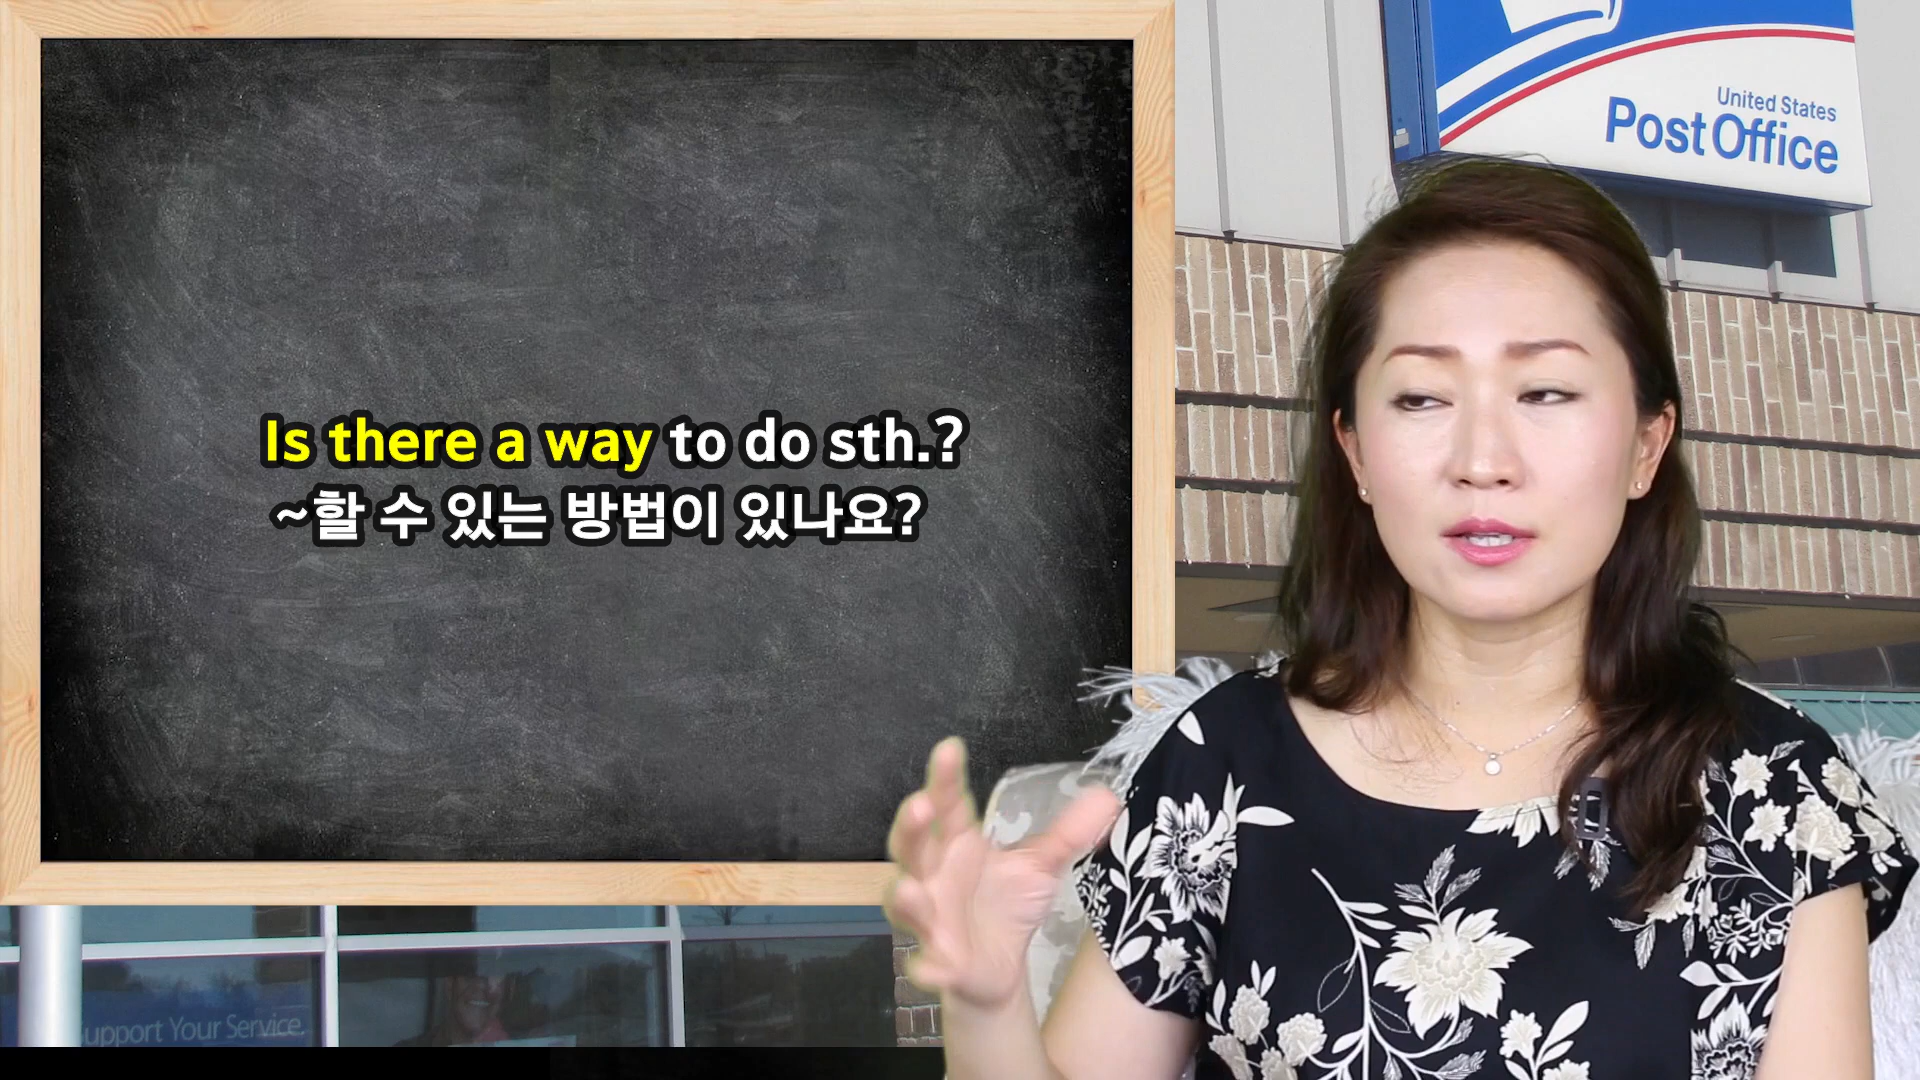 Is there a way to do sth.?
~할 수 있는 방법이 있나요?
United States
Post Office
upport Your Service.